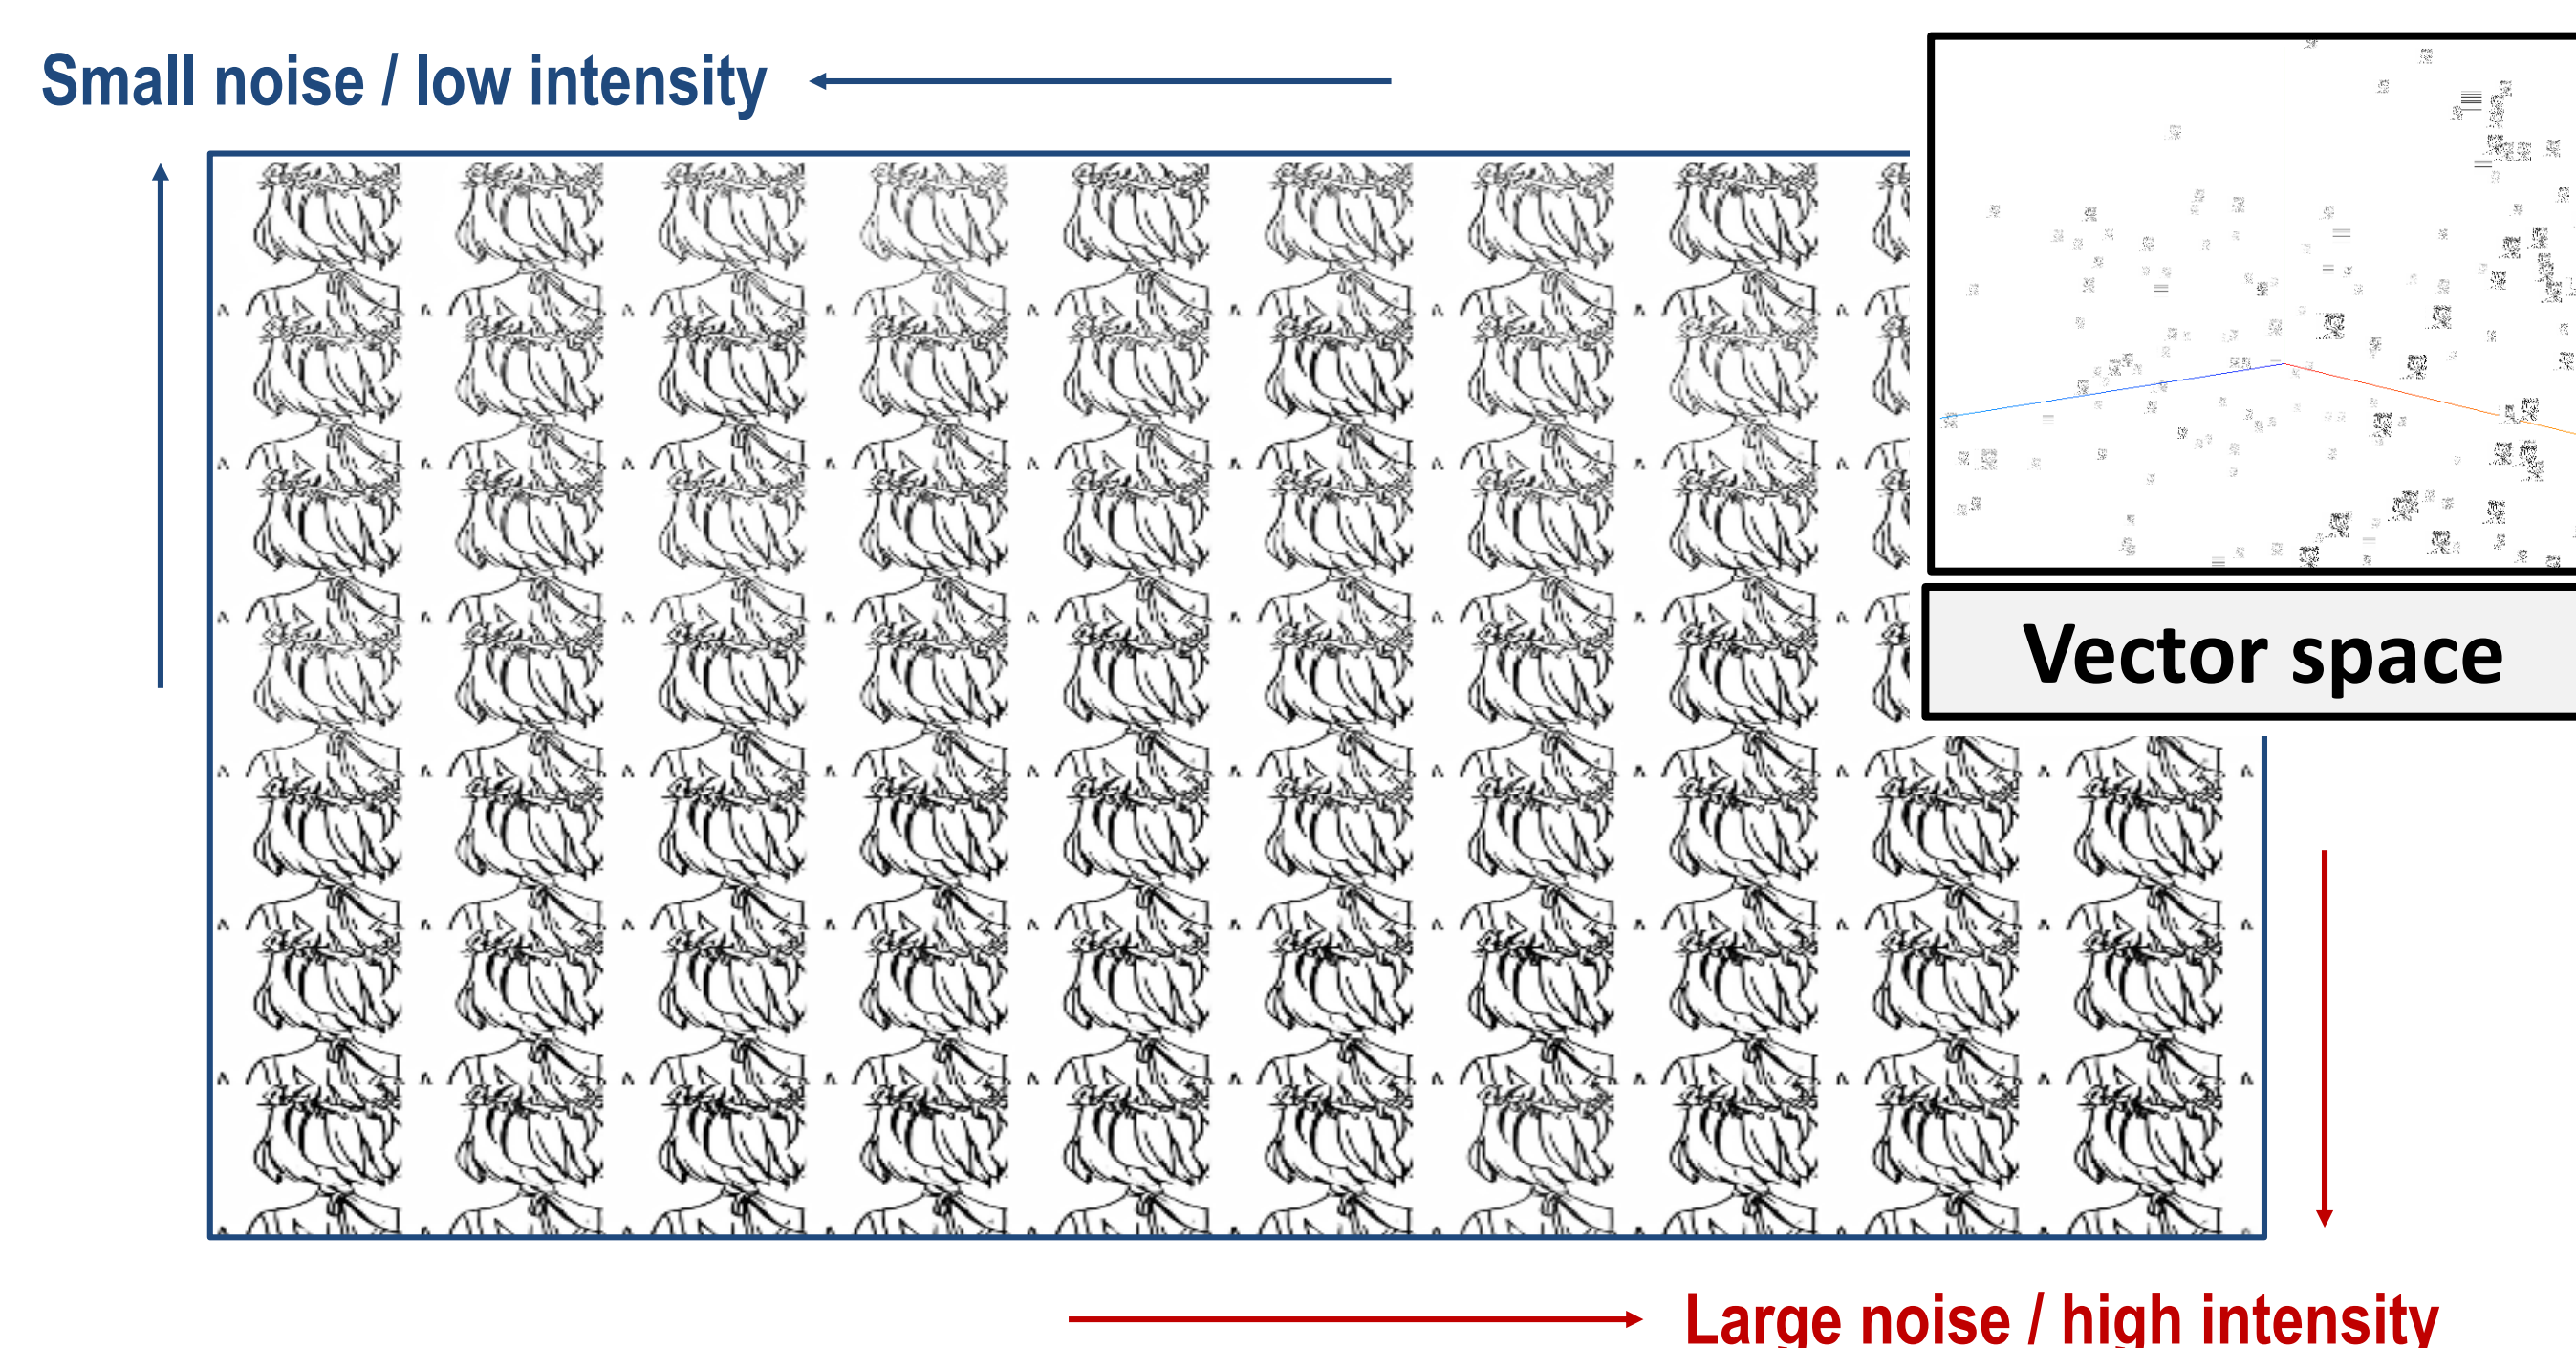 Small noise / low intensity
Vector space
Large noise / high intensity